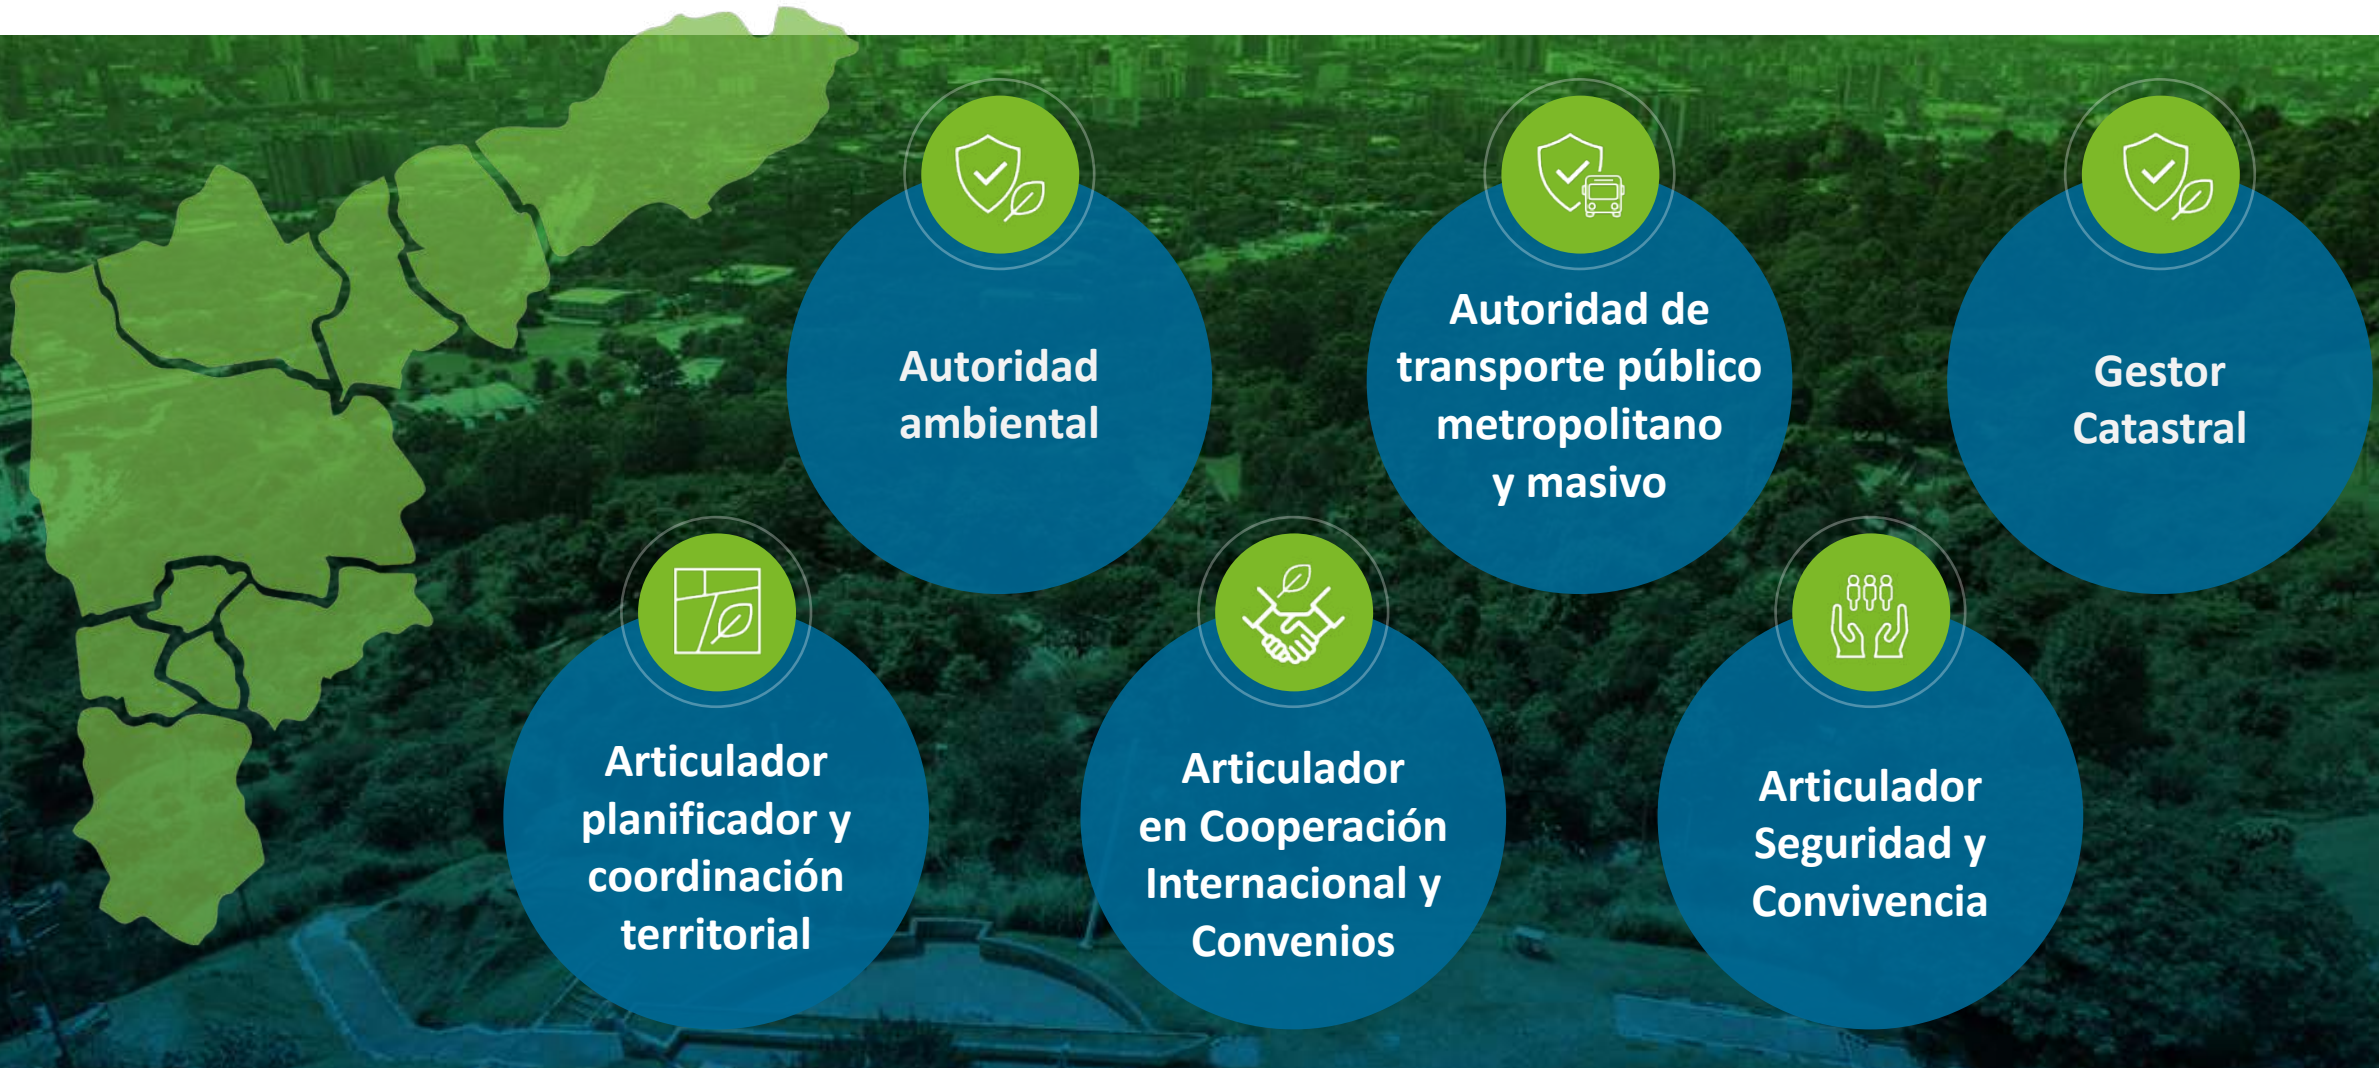 Autoridad
ambiental
Autoridad de
transporte público
metropolitano
y masivo
Gestor
Catastral
Articulador
planificador y
coordinación
territorial
Articulador
en Cooperación
Internacional y
Convenios
Articulador
Seguridad y
Convivencia